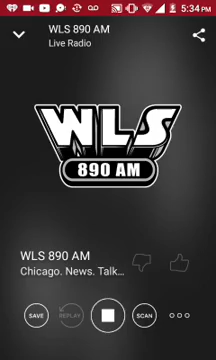 5:34 PM
WLS 890 AM
Live Radio
WLS
890 AM
WLS 890 AM
Chicago. News. Talk...
SAVE
REPLAY
SCAN